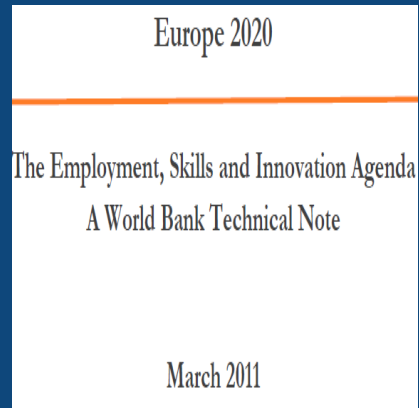 Europe 2020
The Employment, Skills and Innovation Agenda
A World Bank Technical Note
March 2011